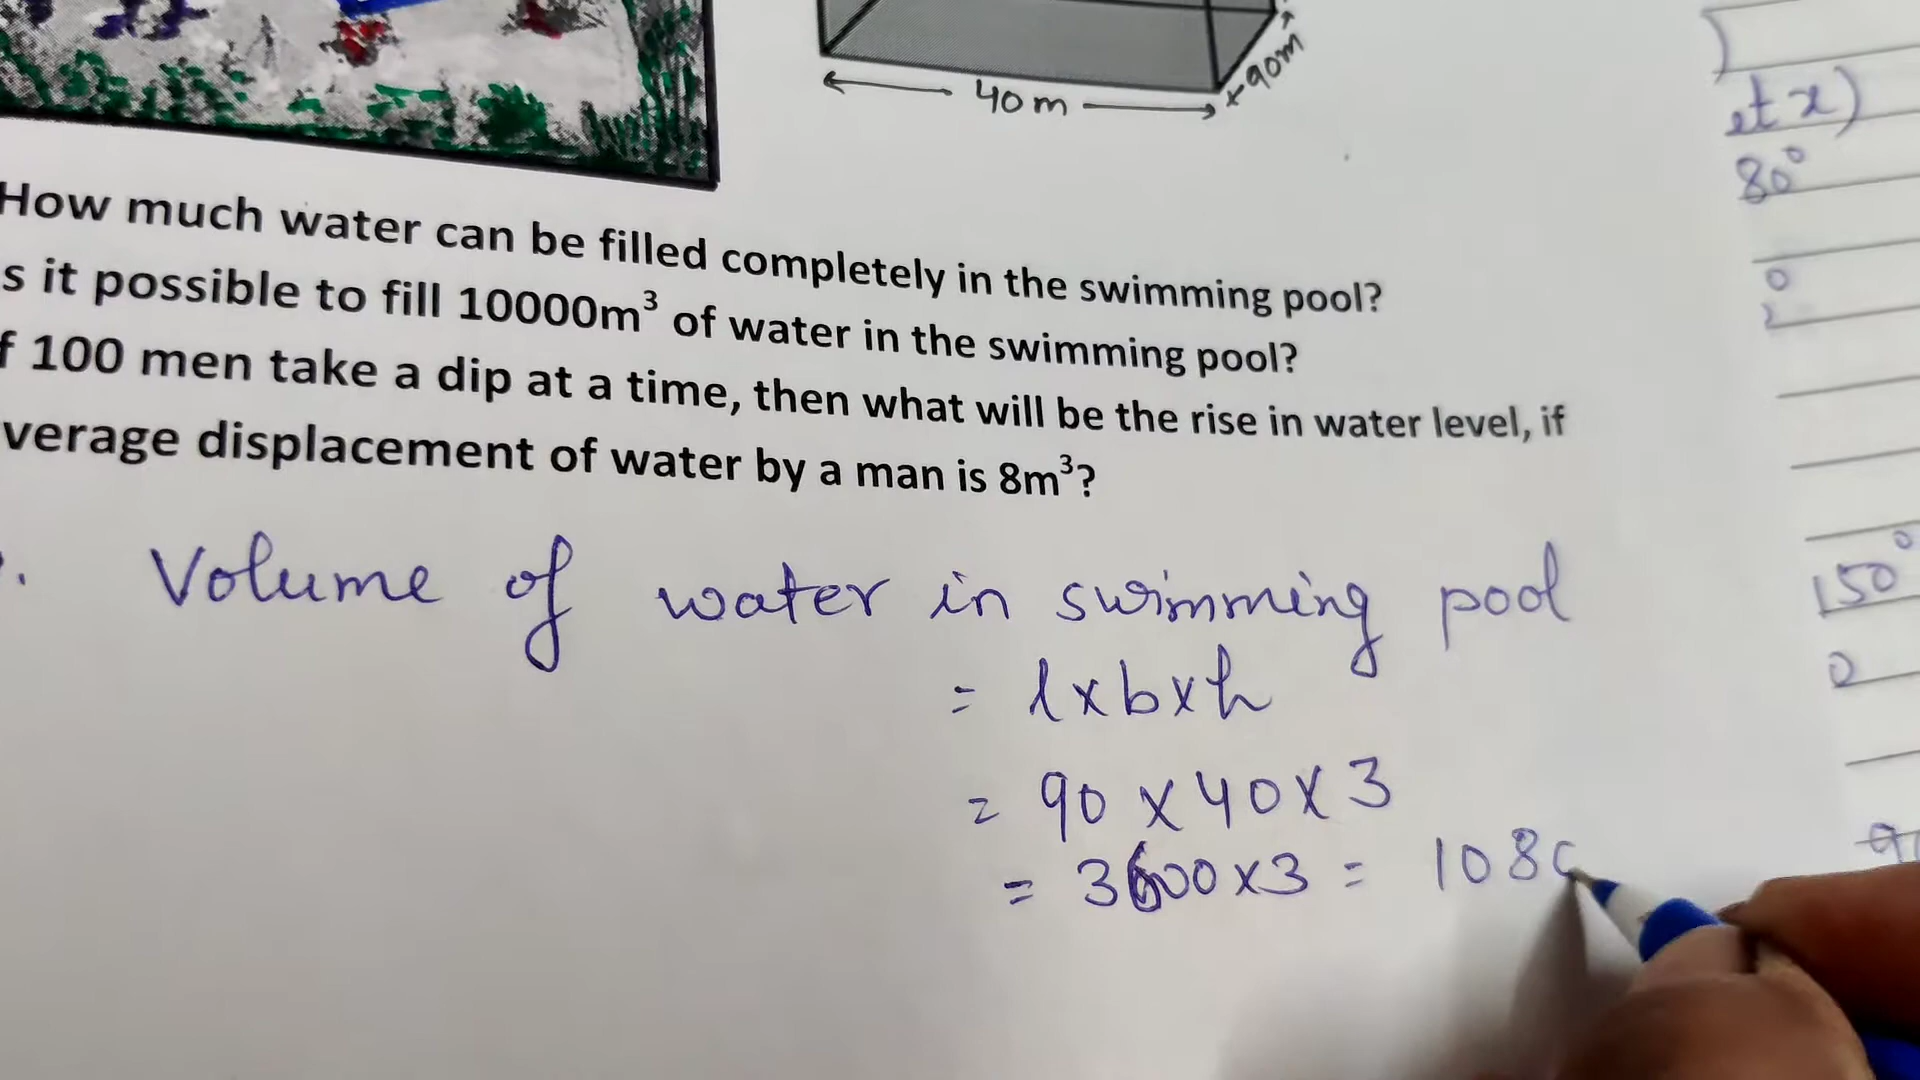 40 m
90m
et x)
80°
How much water can be filled completely in the swimming pool?
s it possible to fill 10000m³ of water in the swimming pool?
f 100 men take a dip at a time, then what will be the rise in water level, if
verage displacement of water by a man is 8m³?
Volume of water in swimming pool
= l×b×h
= 90 × 40 × 3
= 3600×3 = 1080
150°